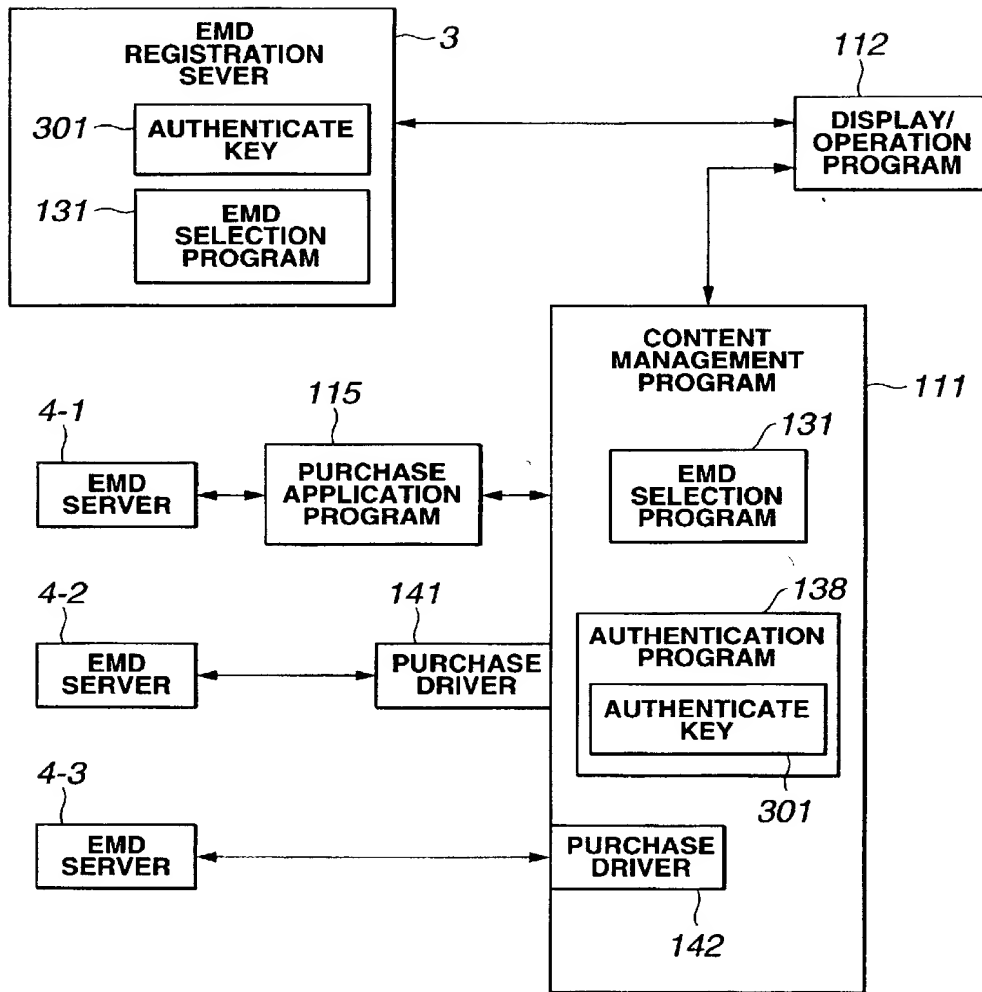 EMD
REGISTRATION
SEVER
3
301
AUTHENTICATE
KEY
131
EMD
SELECTION
PROGRAM
112
DISPLAY/
OPERATION
PROGRAM
CONTENT
MANAGEMENT
PROGRAM
111
4-1
EMD
SERVER
115
PURCHASE
APPLICATION
PROGRAM
131
EMD
SELECTION
PROGRAM
4-2
EMD
SERVER
141
PURCHASE
DRIVER
138
AUTHENTICATION
PROGRAM
AUTHENTICATE
KEY
301
4-3
EMD
SERVER
PURCHASE
DRIVER
142